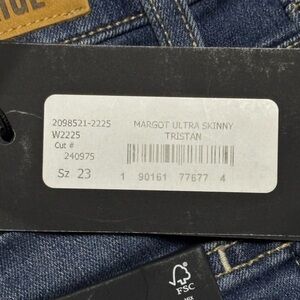 2098521-2225
MARGOT ULTRA SKINNY
W2225
TRISTAN
Cut #
240975
Sz 23
1 90161 77677 4
FSC